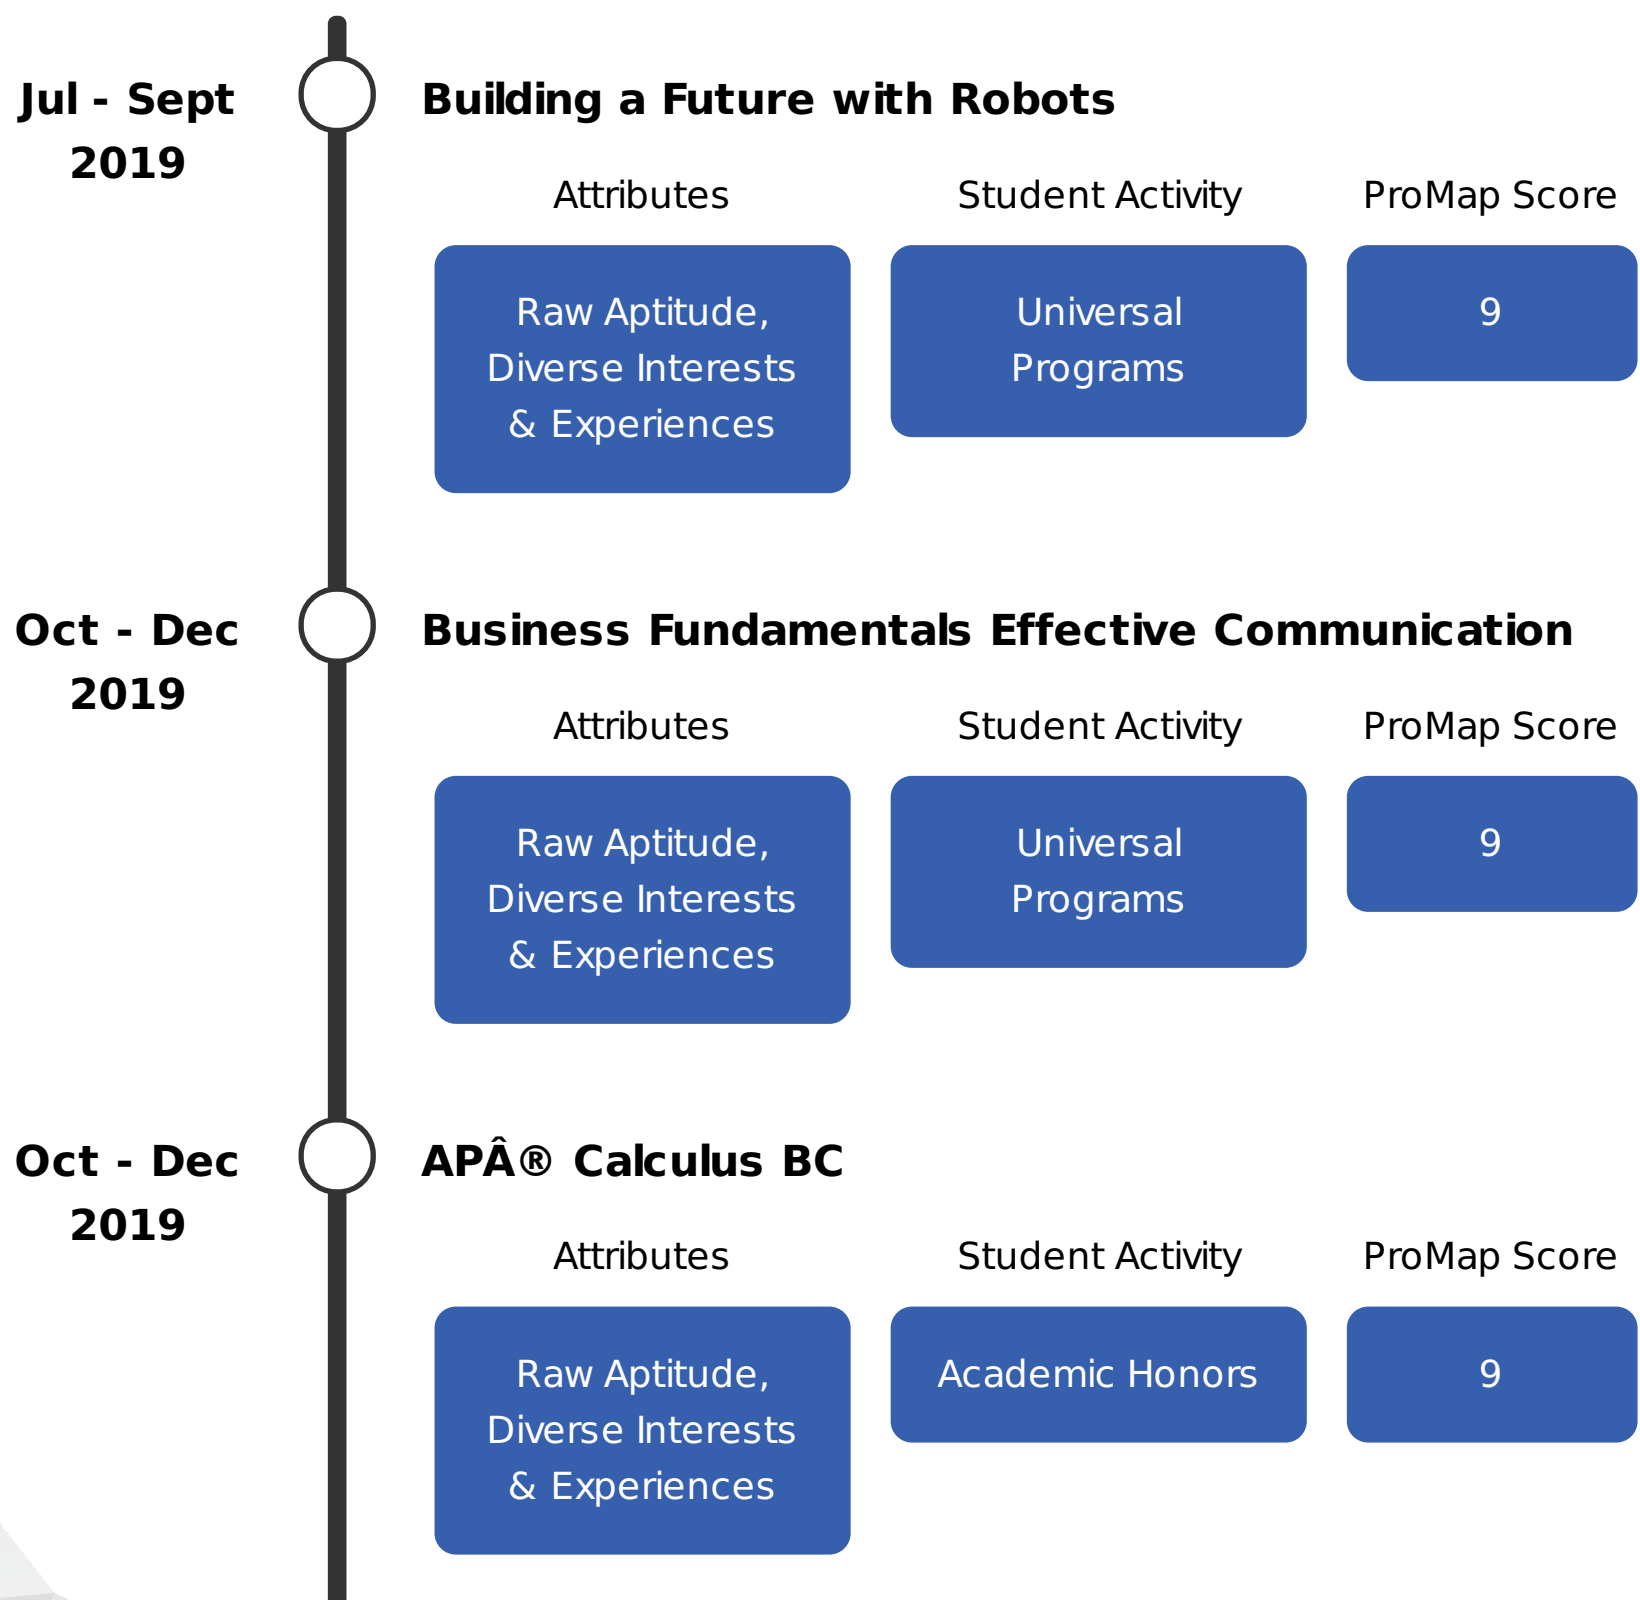 Jul - Sept
2019
Building a Future with Robots
Attributes
Student Activity
ProMap Score
Raw Aptitude,
Diverse Interests
& Experiences
Universal
Programs
9
Oct - Dec
2019
Business Fundamentals Effective Communication
Attributes
Student Activity
ProMap Score
Raw Aptitude,
Diverse Interests
& Experiences
Universal
Programs
9
Oct - Dec
2019
APÂ® Calculus BC
Attributes
Student Activity
ProMap Score
Raw Aptitude,
Diverse Interests
& Experiences
Academic Honors
9